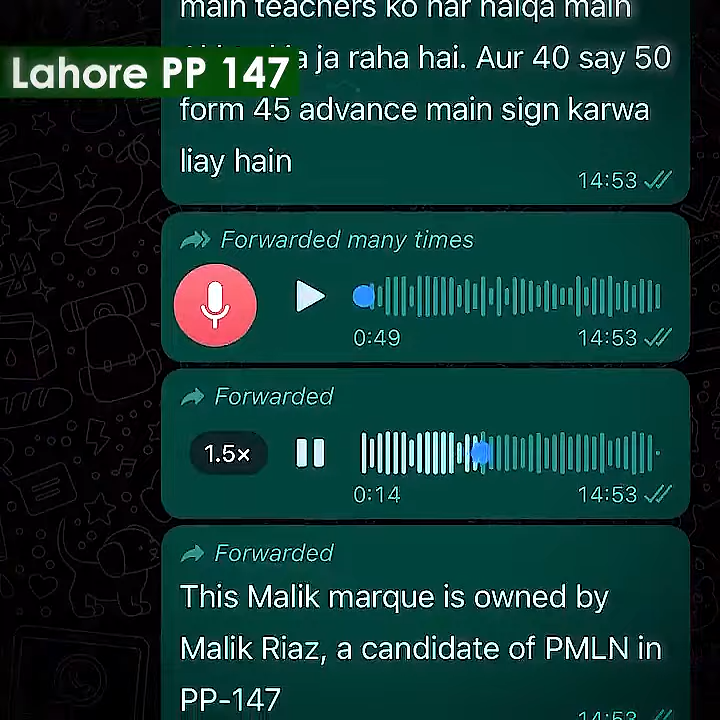 main teachers ko har halqa main
Lahore PP 147
ja raha hai. Aur 40 say 50
form 45 advance main sign karwa
liay hain
14:53
Forwarded many times
0:49
14:53
Forwarded
1.5×
0:14
14:53
Forwarded
This Malik marque is owned by
Malik Riaz, a candidate of PMLN in
PP-147
14:53